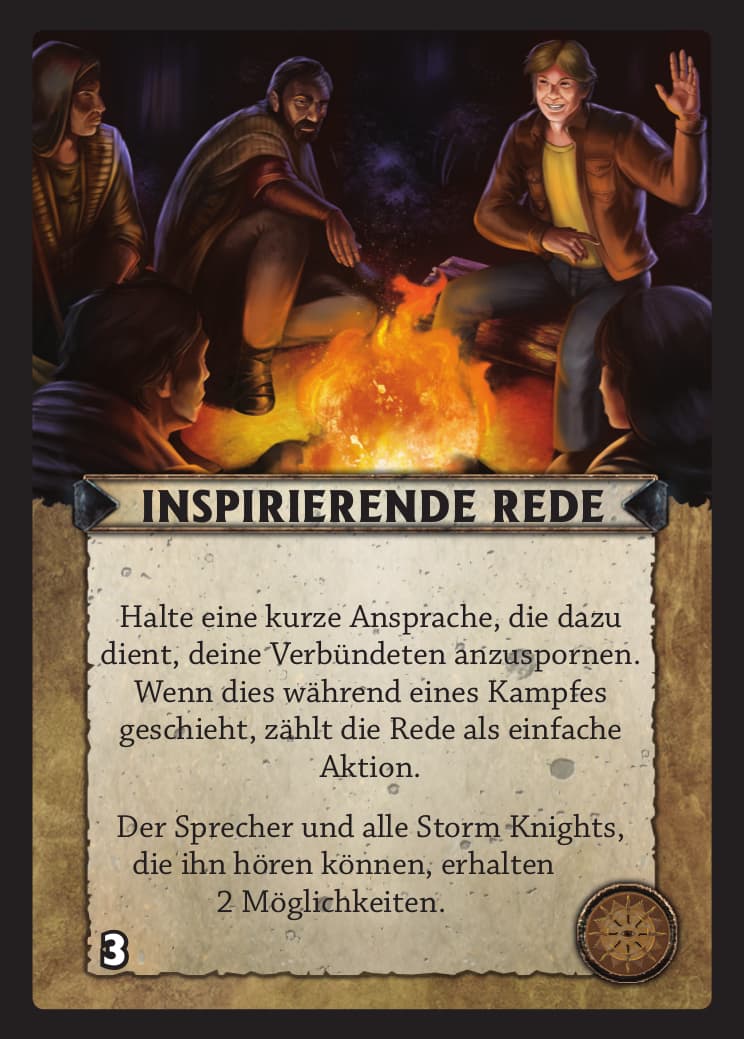 INSPIRIERENDE REDE
Halte eine kurze Ansprache, die dazu
dient, deine Verbündeten anzuspornen.
Wenn dies während eines Kampfes
geschieht, zählt die Rede als einfache
Aktion.
Der Sprecher und alle Storm Knights,
die ihn hören können, erhalten
2 Möglichkeiten.
3